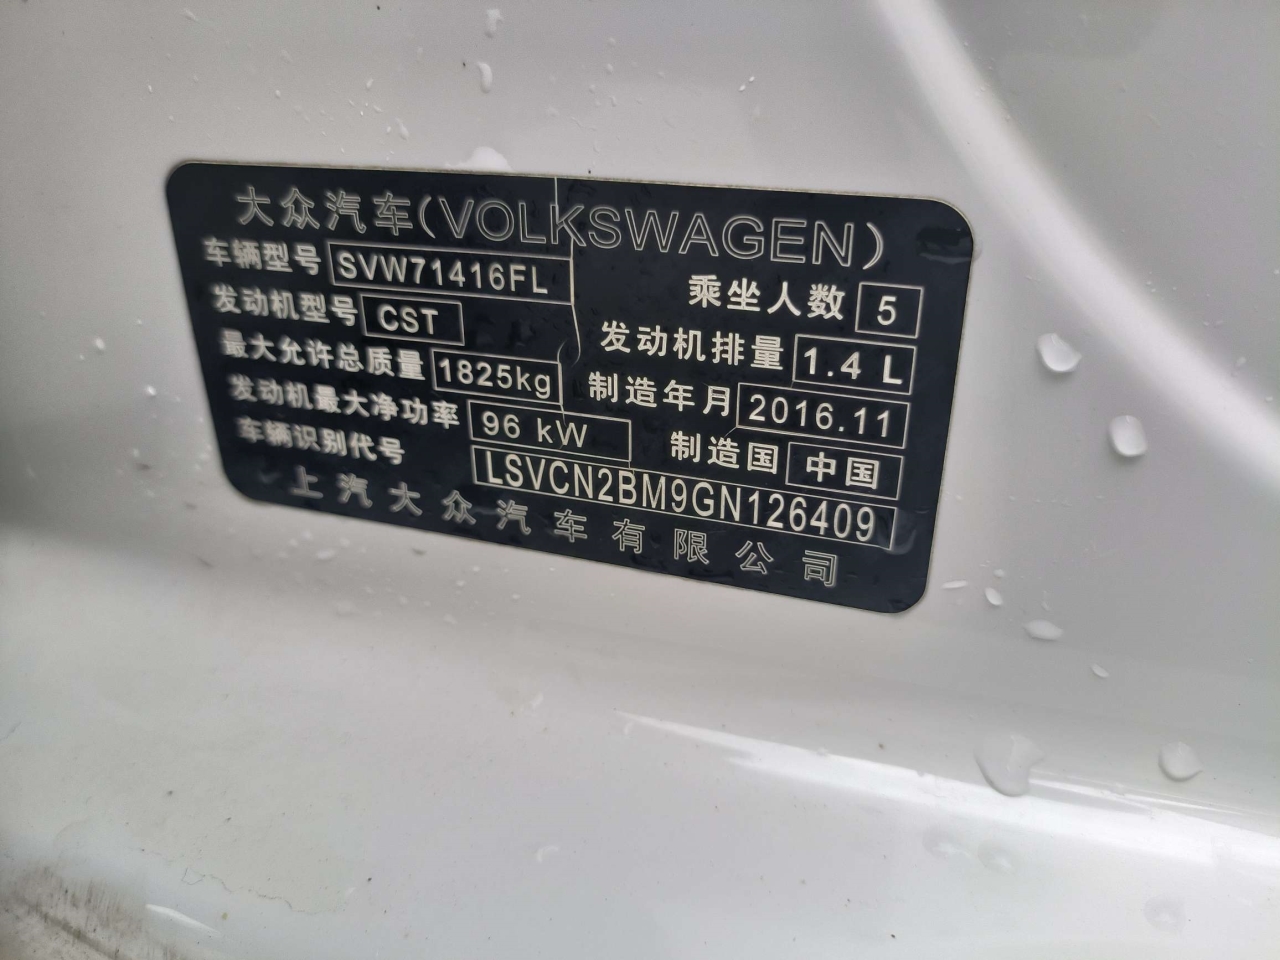 大众汽车(VOLKSWAGEN)
车辆型号 SVW71416FL
乘坐人数 5
发动机型号 CST
发动机排量 1.4 L
最大允许总质量 1825kg
制造年月 2016.11
发动机最大净功率 96 kW
制造国 中国
车辆识别代号 LSVCN2BM9GN126409
上汽大众汽车有限公司